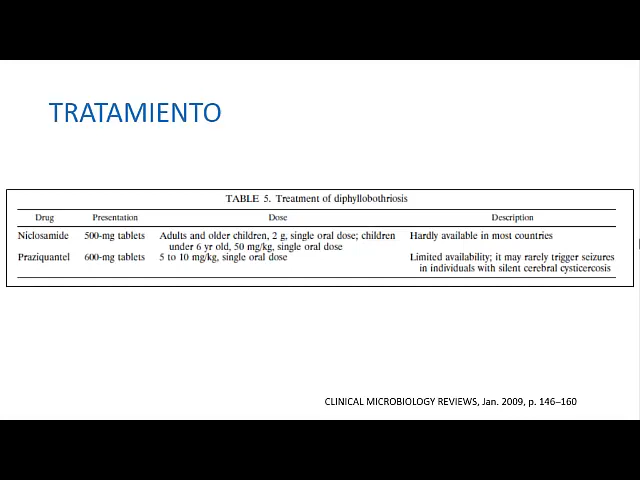 TRATAMIENTO
TABLE 5. Treatment of diphyllobothriosis
Drug Presentation Dose Description
Niclosamide 500-mg tablets Adults and older children, 2 g, single oral dose; children Hardly available in most countries
under 6 yr old, 50 mg/kg, single oral dose
Praziquantel 600-mg tablets 5 to 10 mg/kg, single oral dose Limited availability; it may rarely trigger seizures
in individuals with silent cerebral cysticercosis
CLINICAL MICROBIOLOGY REVIEWS, Jan. 2009, p. 146–160